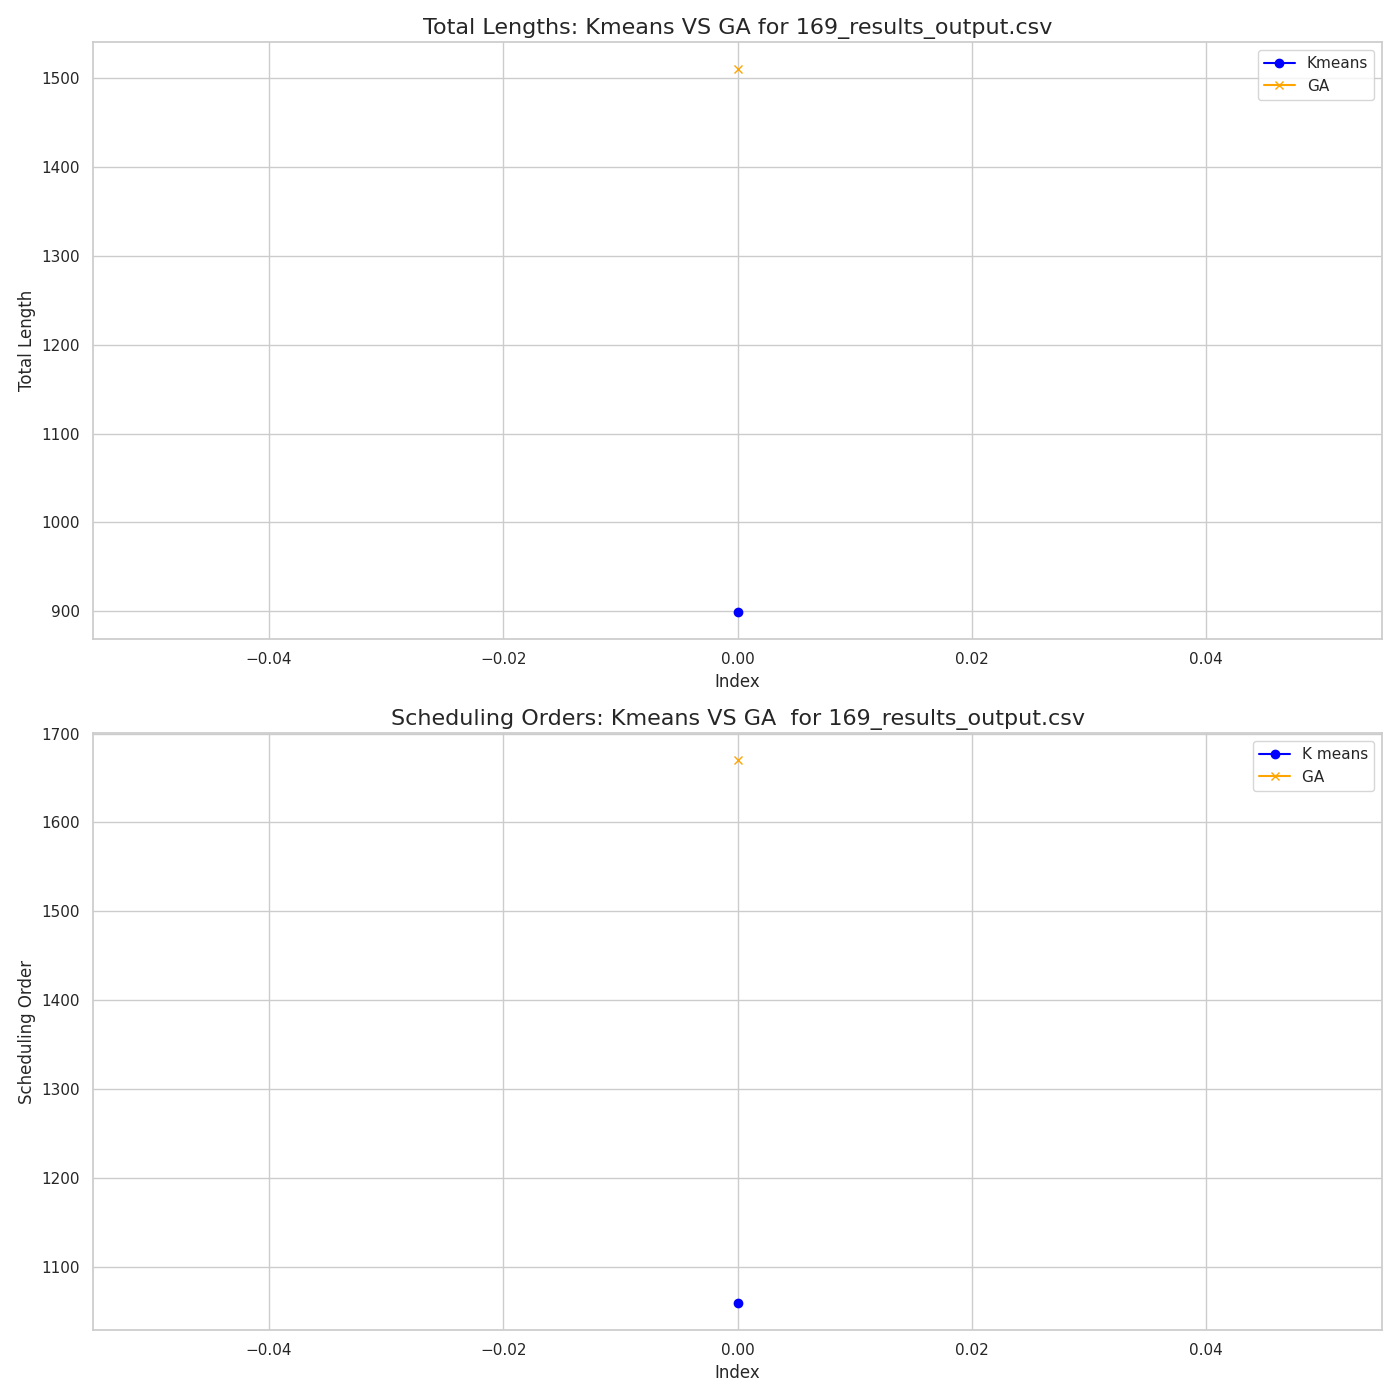 Total Lengths: Kmeans VS GA for 169_results_output.csv
Kmeans
GA
1500
1400
1300
1200
1100
1000
900
Total Length
−0.04 −0.02 0.00 0.02 0.04
Index
Scheduling Orders: Kmeans VS GA  for 169_results_output.csv
K means
GA
1700
1600
1500
1400
1300
1200
1100
Scheduling Order
−0.04 −0.02 0.00 0.02 0.04
Index